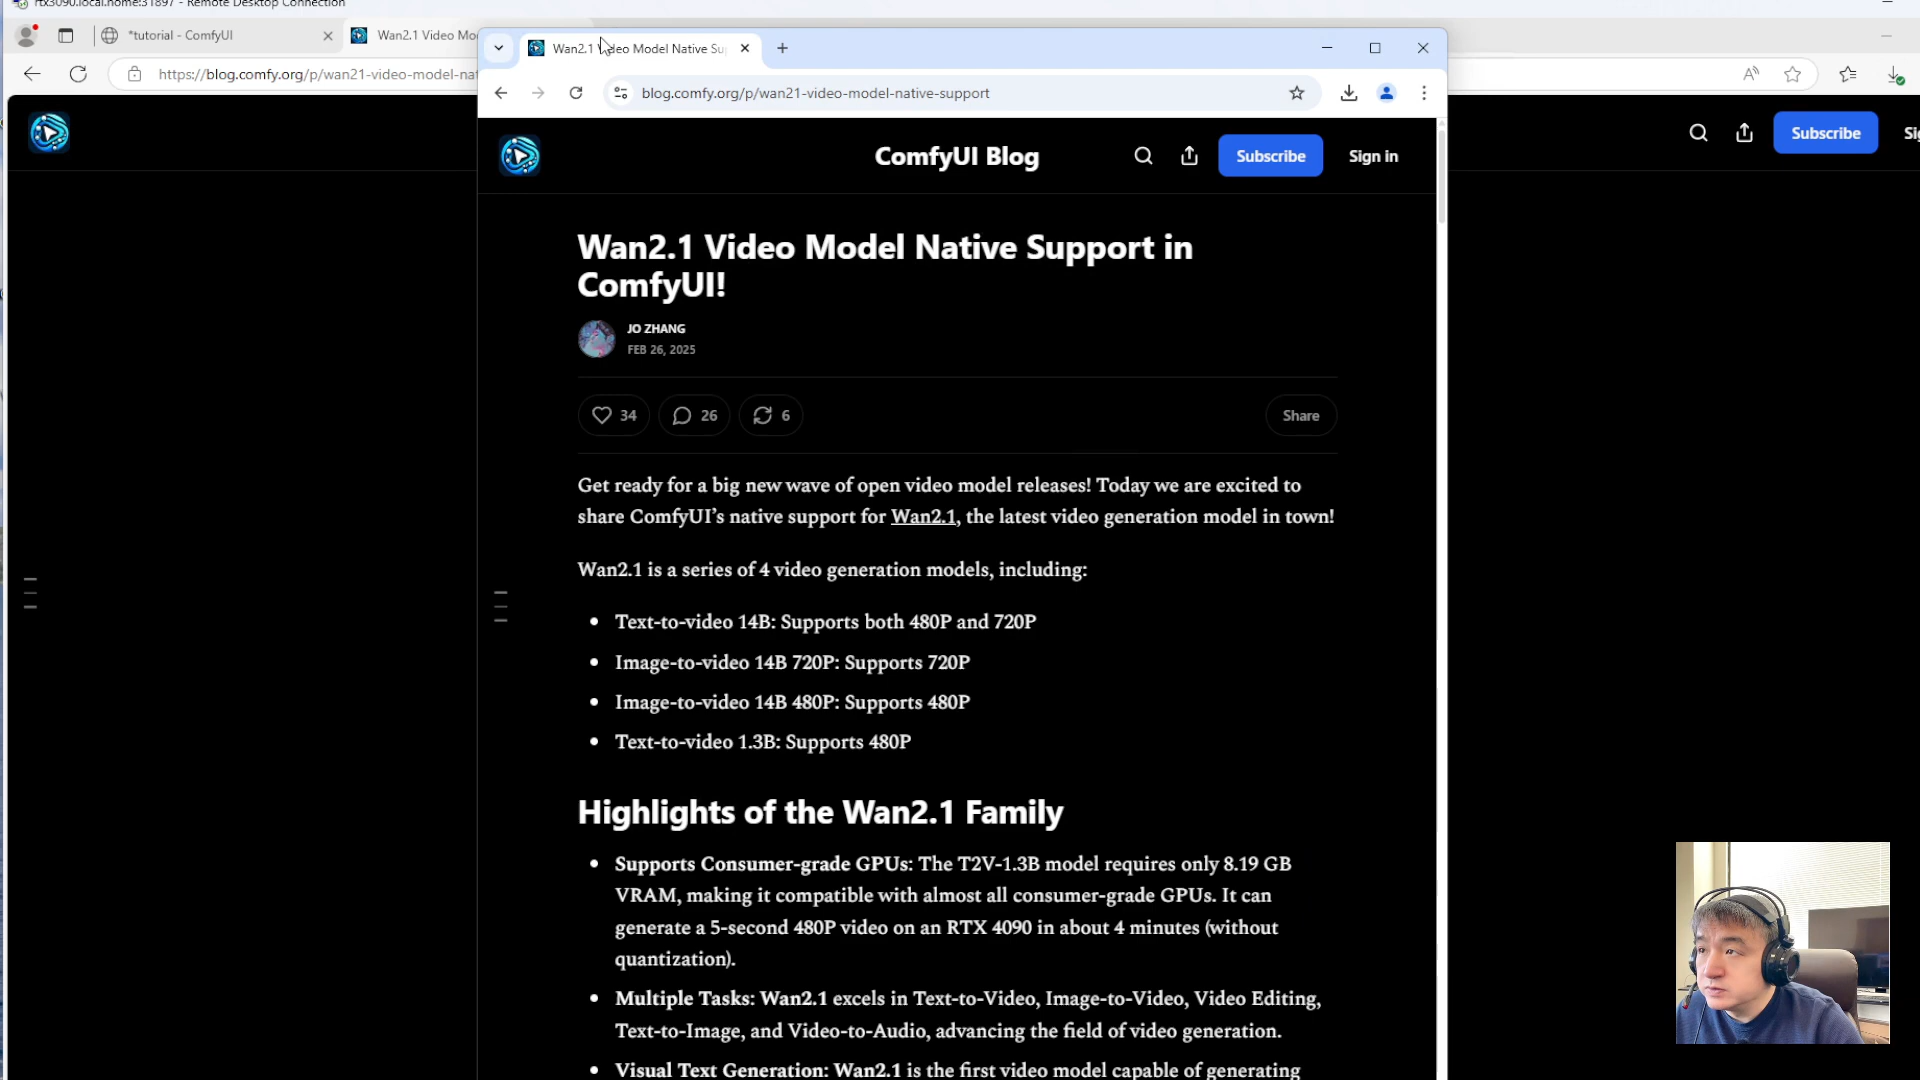 rtx3090.local.home:31897 - Remote Desktop Connection
*tutorial - ComfyUI
Wan2.1 Video Mo
https://blog.comfy.org/p/wan21-video-model-nat
Wan2.1 Video Model Native Su
blog.comfy.org/p/wan21-video-model-native-support
Subscribe
ComfyUI Blog
Subscribe
Sign in
Wan2.1 Video Model Native Support in
ComfyUI!
JO ZHANG
FEB 26, 2025
34
26
6
Share
Get ready for a big new wave of open video model releases! Today we are excited to
share ComfyUI’s native support for Wan2.1, the latest video generation model in town!
Wan2.1 is a series of 4 video generation models, including:
• Text-to-video 14B: Supports both 480P and 720P
• Image-to-video 14B 720P: Supports 720P
• Image-to-video 14B 480P: Supports 480P
• Text-to-video 1.3B: Supports 480P
Highlights of the Wan2.1 Family
• Supports Consumer-grade GPUs: The T2V-1.3B model requires only 8.19 GB
VRAM, making it compatible with almost all consumer-grade GPUs. It can
generate a 5-second 480P video on an RTX 4090 in about 4 minutes (without
quantization).
• Multiple Tasks: Wan2.1 excels in Text-to-Video, Image-to-Video, Video Editing,
Text-to-Image, and Video-to-Audio, advancing the field of video generation.
• Visual Text Generation: Wan2.1 is the first video model capable of generating